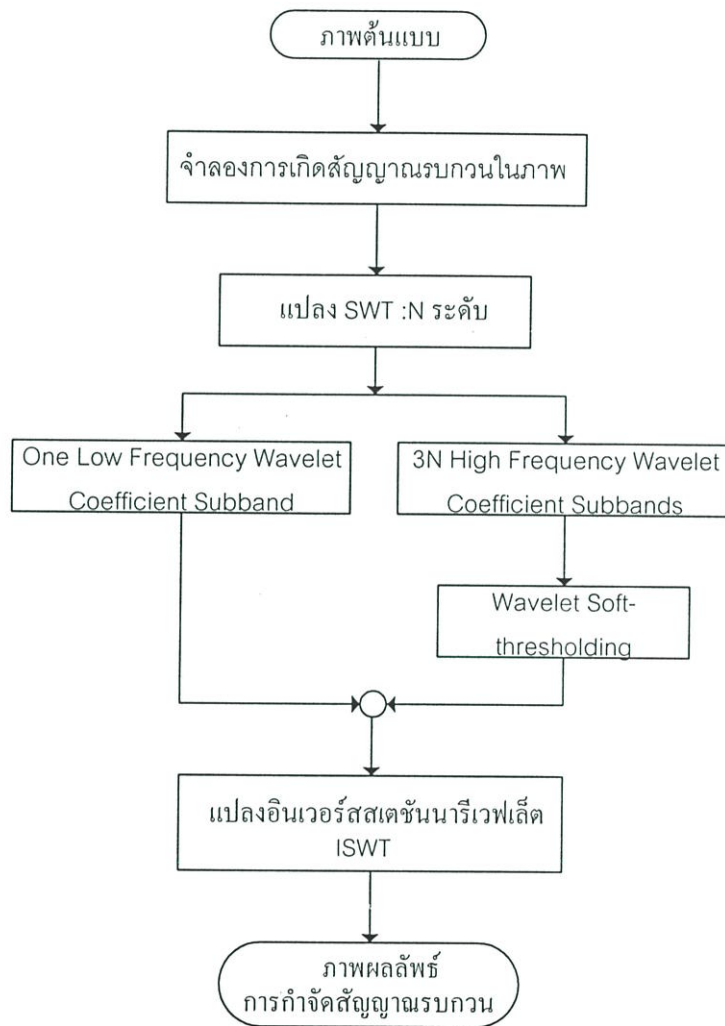 ภาพต้นแบบ
จำลองการเกิดสัญญาณรบกวนในภาพ
แปลง SWT :N ระดับ
One Low Frequency Wavelet
Coefficient Subband
3N High Frequency Wavelet
Coefficient Subbands
Wavelet Soft-
thresholding
แปลงอินเวอร์สสเตชันนารีเวฟเล็ต
ISWT
ภาพผลลัพธ์
การกำจัดสัญญาณรบกวน